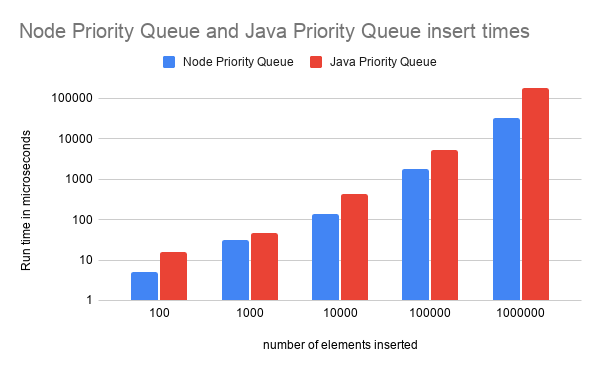 Node Priority Queue and Java Priority Queue insert times
Node Priority Queue
Java Priority Queue
Run time in microseconds
100000
10000
1000
100
10
1
100
1000
10000
100000
1000000
number of elements inserted